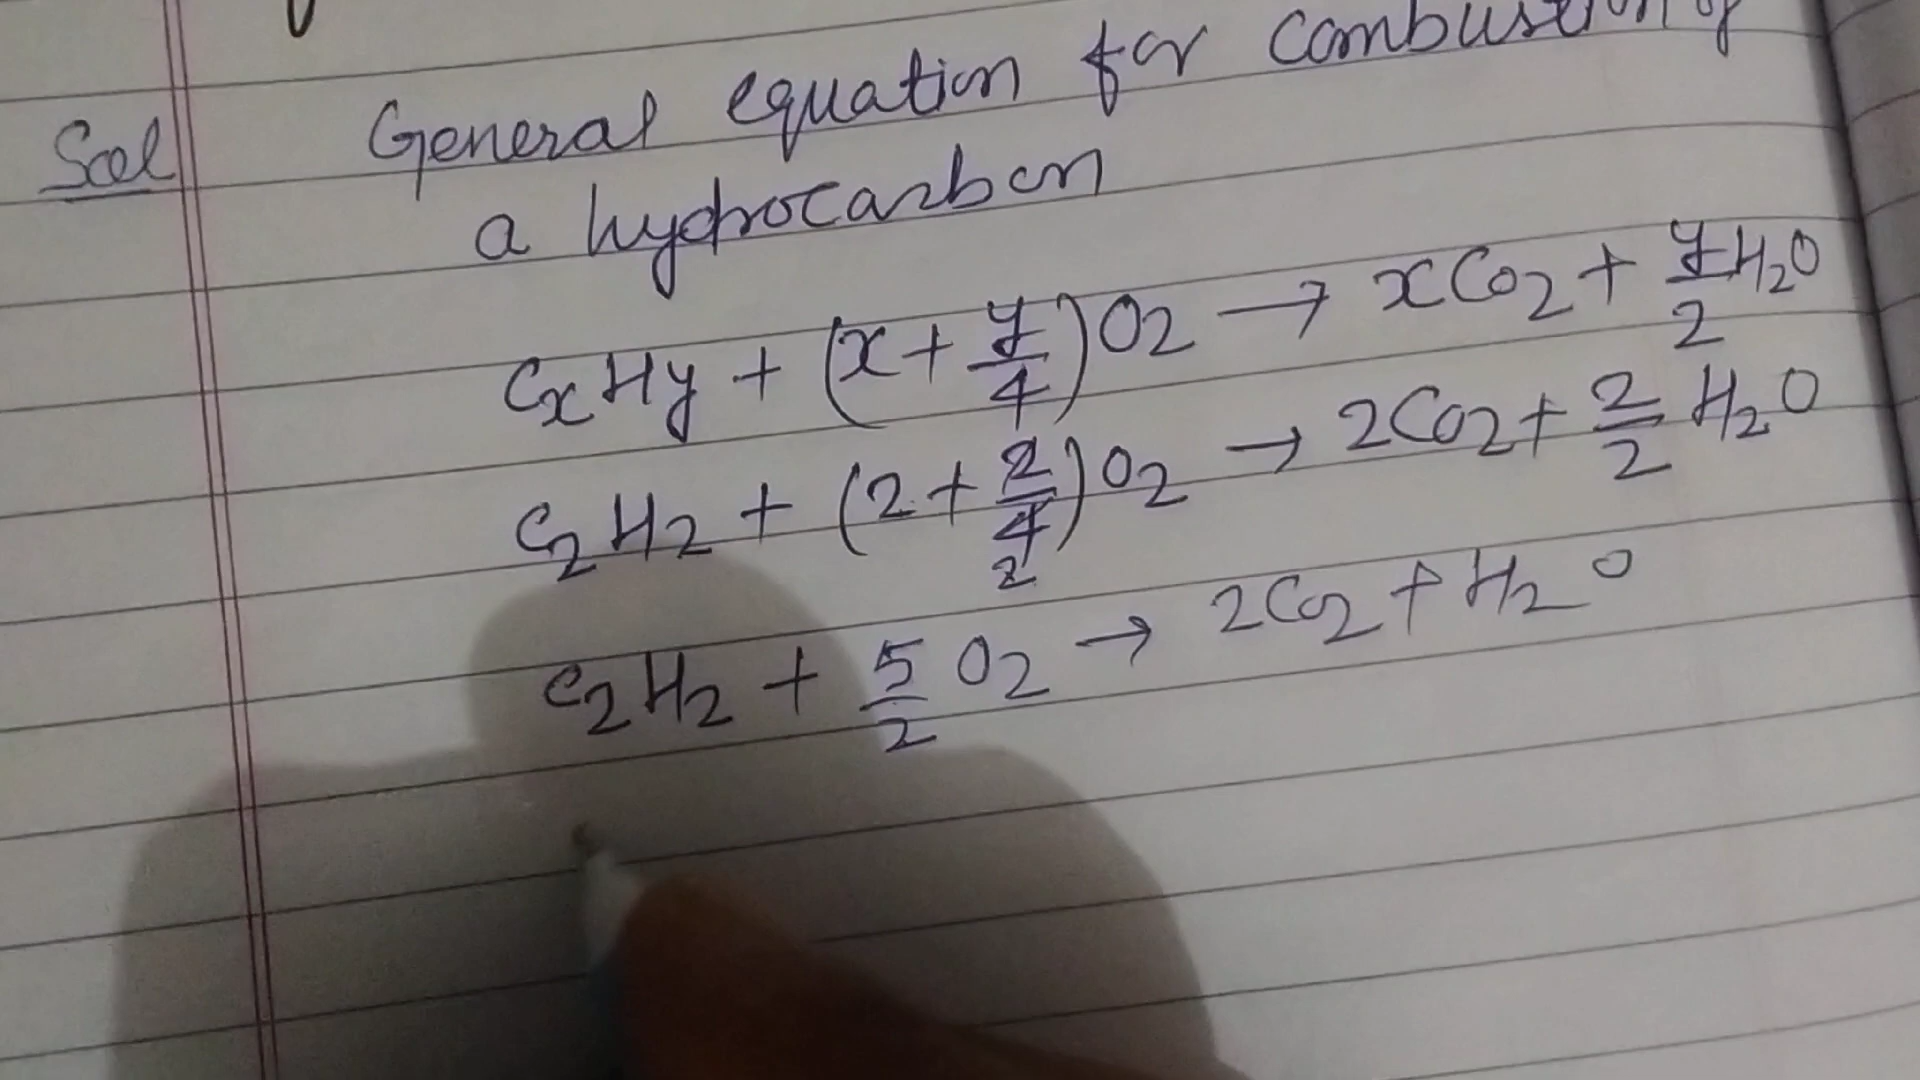 Sol General equation for combustion of
a hydrocarbon
CxHy + (x + y/4) O2 → xCO2 + y/2 H2O
C2H2 + (2 + 2/4) O2 → 2CO2 + 2/2 H2O
2
C2H2 + 5/2 O2 → 2CO2 + H2O